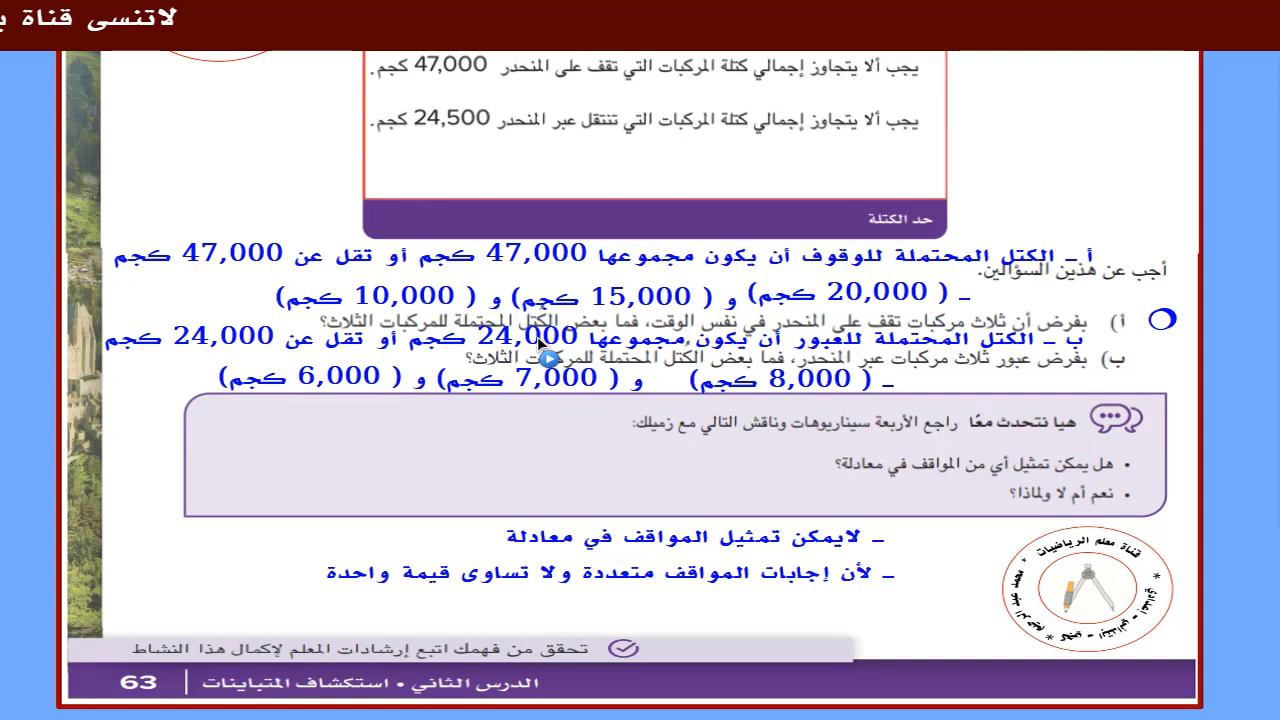 لاتنسى قناة
يجب ألا يتجاوز إجمالي كتلة المركبات التي تقف على المنحدر 47,000 كجم.
يجب ألا يتجاوز إجمالي كتلة المركبات التي تنتقل عبر المنحدر 24,500 كجم.
حد الكتلة
أ ـ الكتل المحتملة للوقوف أن يكون مجموعها 47,000 كجم أو تقل عن 47,000 كجم
أجب عن هذين السؤالين.
ـ ( 20,000 كجم) و ( 15,000 كجم) و ( 10,000 كجم)
أ) بفرض أن ثلاث مركبات تقف على المنحدر في نفس الوقت، فما بعض الكتل المحتملة للمركبات الثلاث؟
ب ـ الكتل المحتملة للعبور أن يكون مجموعها 24,000 كجم أو تقل عن 24,000 كجم
ب) بفرض عبور ثلاث مركبات عبر المنحدر، فما بعض الكتل المحتملة للمركبات الثلاث؟
ـ ( 8,000 كجم) و ( 7,000 كجم) و ( 6,000 كجم)
هيا نتحدث معًا راجع الأربعة سيناريوهات وناقش التالي مع زميلك:
• هل يمكن تمثيل أي من المواقف في معادلة؟
• نعم أم لا ولماذا؟
ـ لايمكن تمثيل المواقف في معادلة
ـ لأن إجابات المواقف متعددة ولا تساوى قيمة واحدة
قناة معلم الرياضيات * محمد عبد الرحيم *
تحقق من فهمك اتبع إرشادات المعلم لإكمال هذا النشاط
الدرس الثاني • استكشاف المتباينات 63